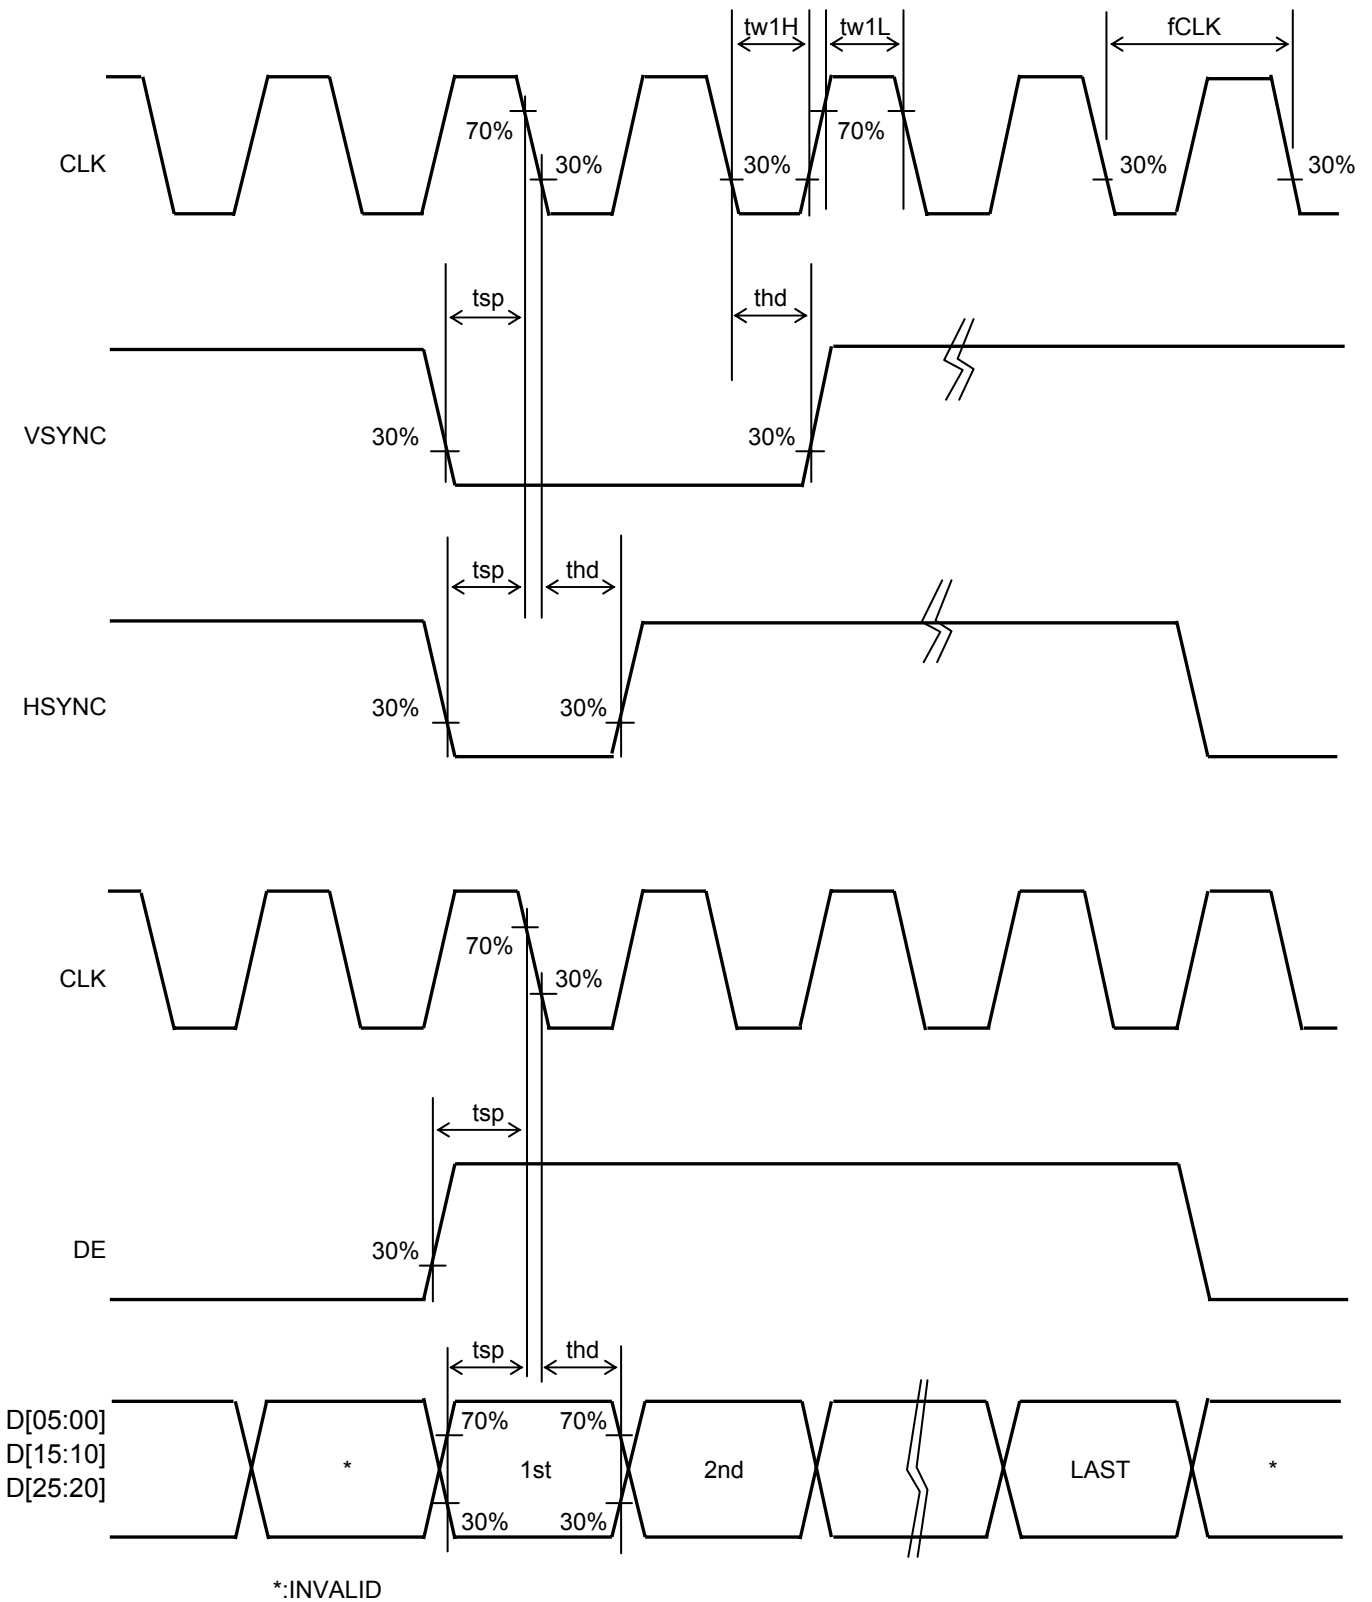 tw1H tw1L fCLK
70% 70%
CLK 30% 30% 30% 30%
tsp thd
VSYNC 30% 30%
tsp thd
HSYNC 30% 30%
70%
CLK 30%
tsp
DE 30%
tsp thd
D[05:00] 70% 70%
D[15:10]
* 1st 2nd LAST *
D[25:20]
30% 30%
*:INVALID